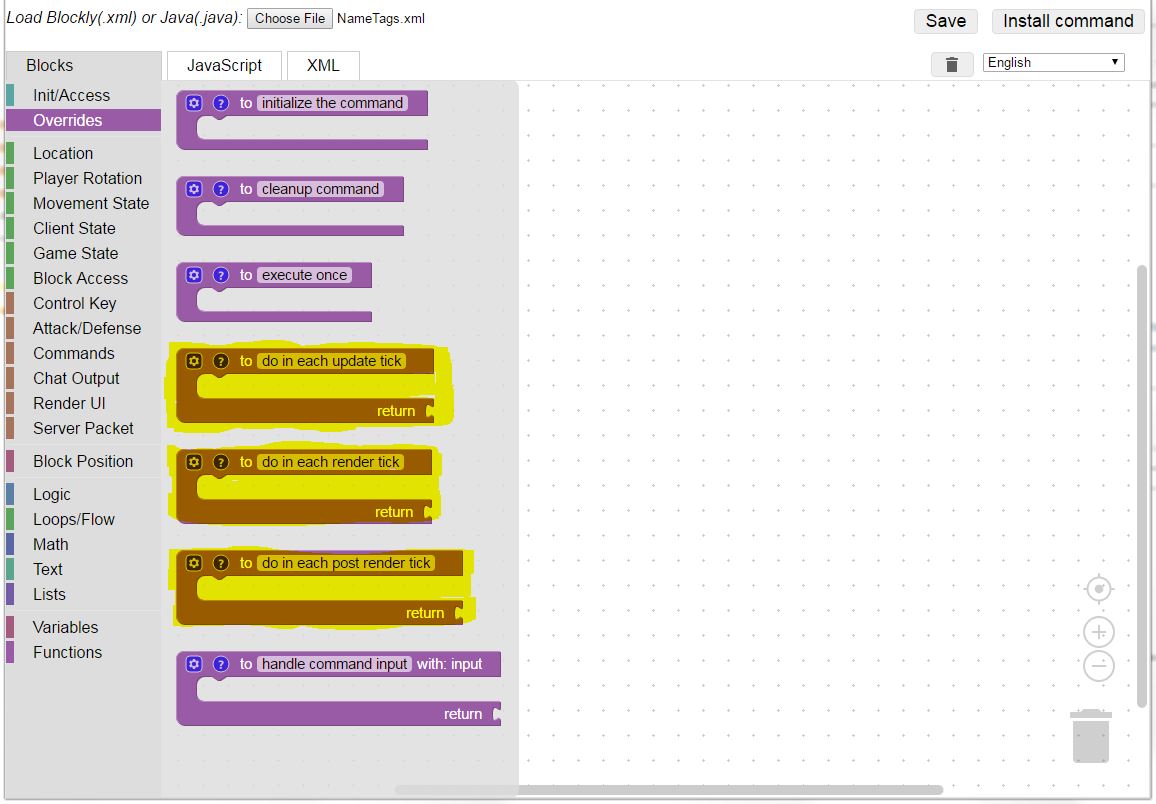 Load Blockly(.xml) or Java(.java): Choose File NameTags.xml
Save Install command
Blocks JavaScript XML
English
Init/Access
Overrides
Location
Player Rotation
Movement State
Client State
Game State
Block Access
Control Key
Attack/Defense
Commands
Chat Output
Render UI
Server Packet
Block Position
Logic
Loops/Flow
Math
Text
Lists
Variables
Functions
? to initialize the command
? to cleanup command
? to execute once
? to do in each update tick
return
? to do in each render tick
return
? to do in each post render tick
return
? to handle command input with: input
return